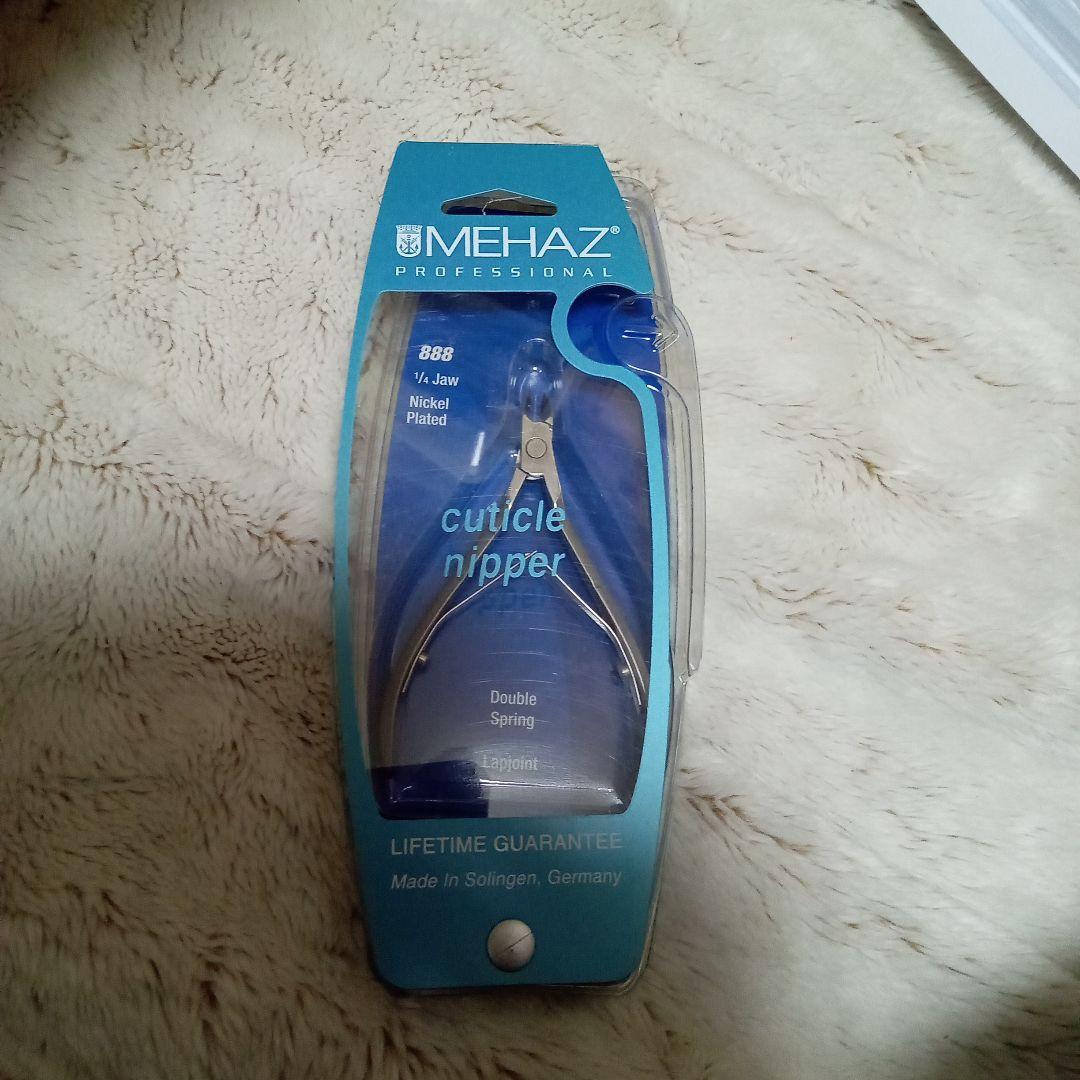 MEHAZ®
PROFESSIONAL
888
1/4 Jaw
Nickel
Plated
cuticle
nipper
Double
Spring
Lapjoint
LIFETIME GUARANTEE
Made In Solingen, Germany